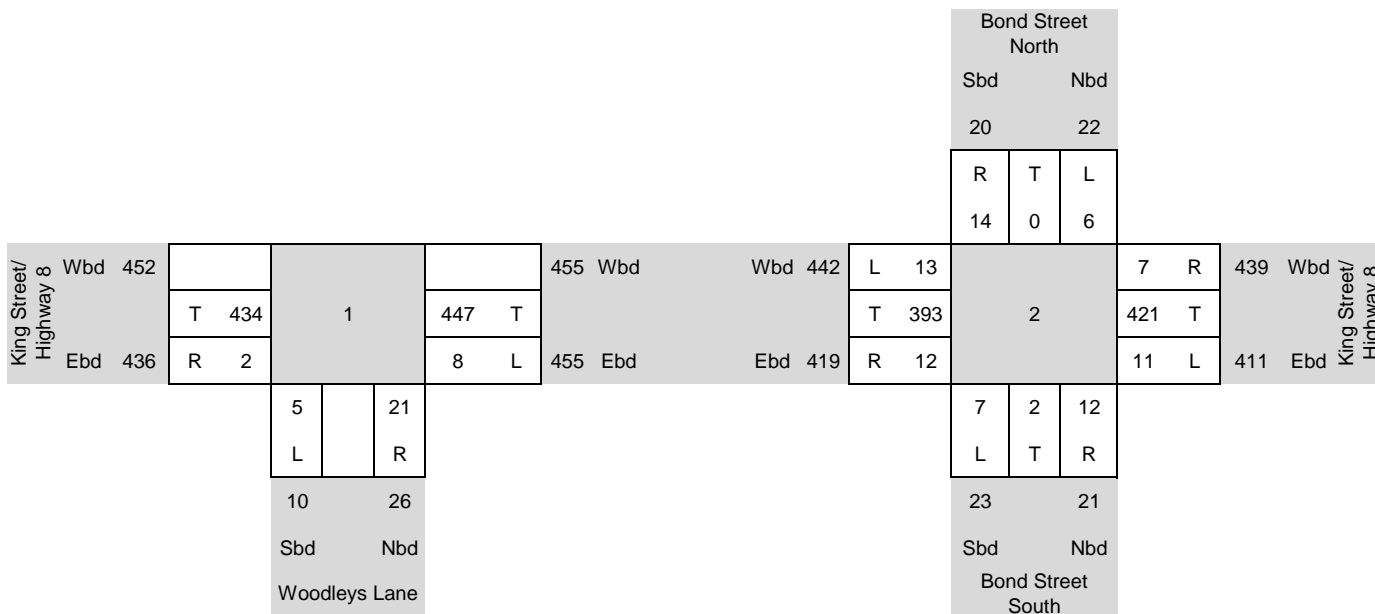 Bond Street
North
Sbd Nbd
20 22
R T L
14 0 6
King Street/
Highway 8
Wbd 452
455 Wbd
Wbd 442
L 13
7 R
439 Wbd
King Street/
Highway 8
T 434
1
447 T
T 393
2
421 T
Ebd 436
R 2
8 L
455 Ebd
Ebd 419
R 12
11 L
411 Ebd
5 21
L R
10 26
Sbd Nbd
Woodleys Lane
7 2 12
L T R
23 21
Sbd Nbd
Bond Street
South